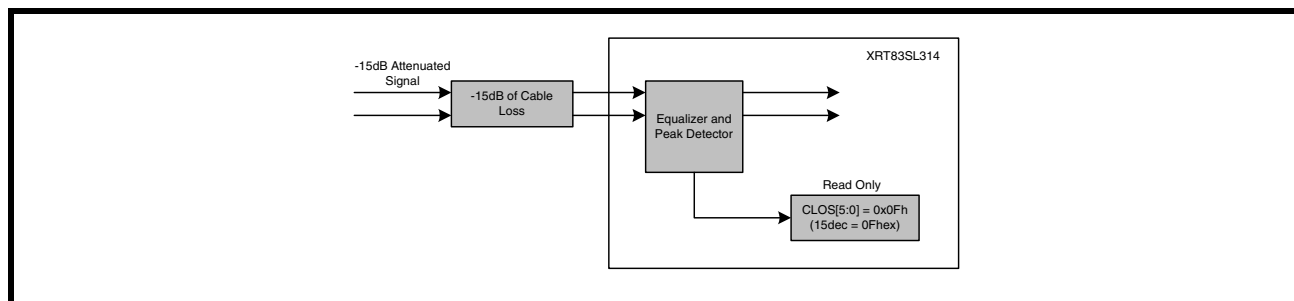 XRT83SL314
-15dB Attenuated
Signal
-15dB of Cable
Loss
Equalizer and
Peak Detector
Read Only
CLOS[5:0] = 0x0Fh
(15dec = 0Fhex)